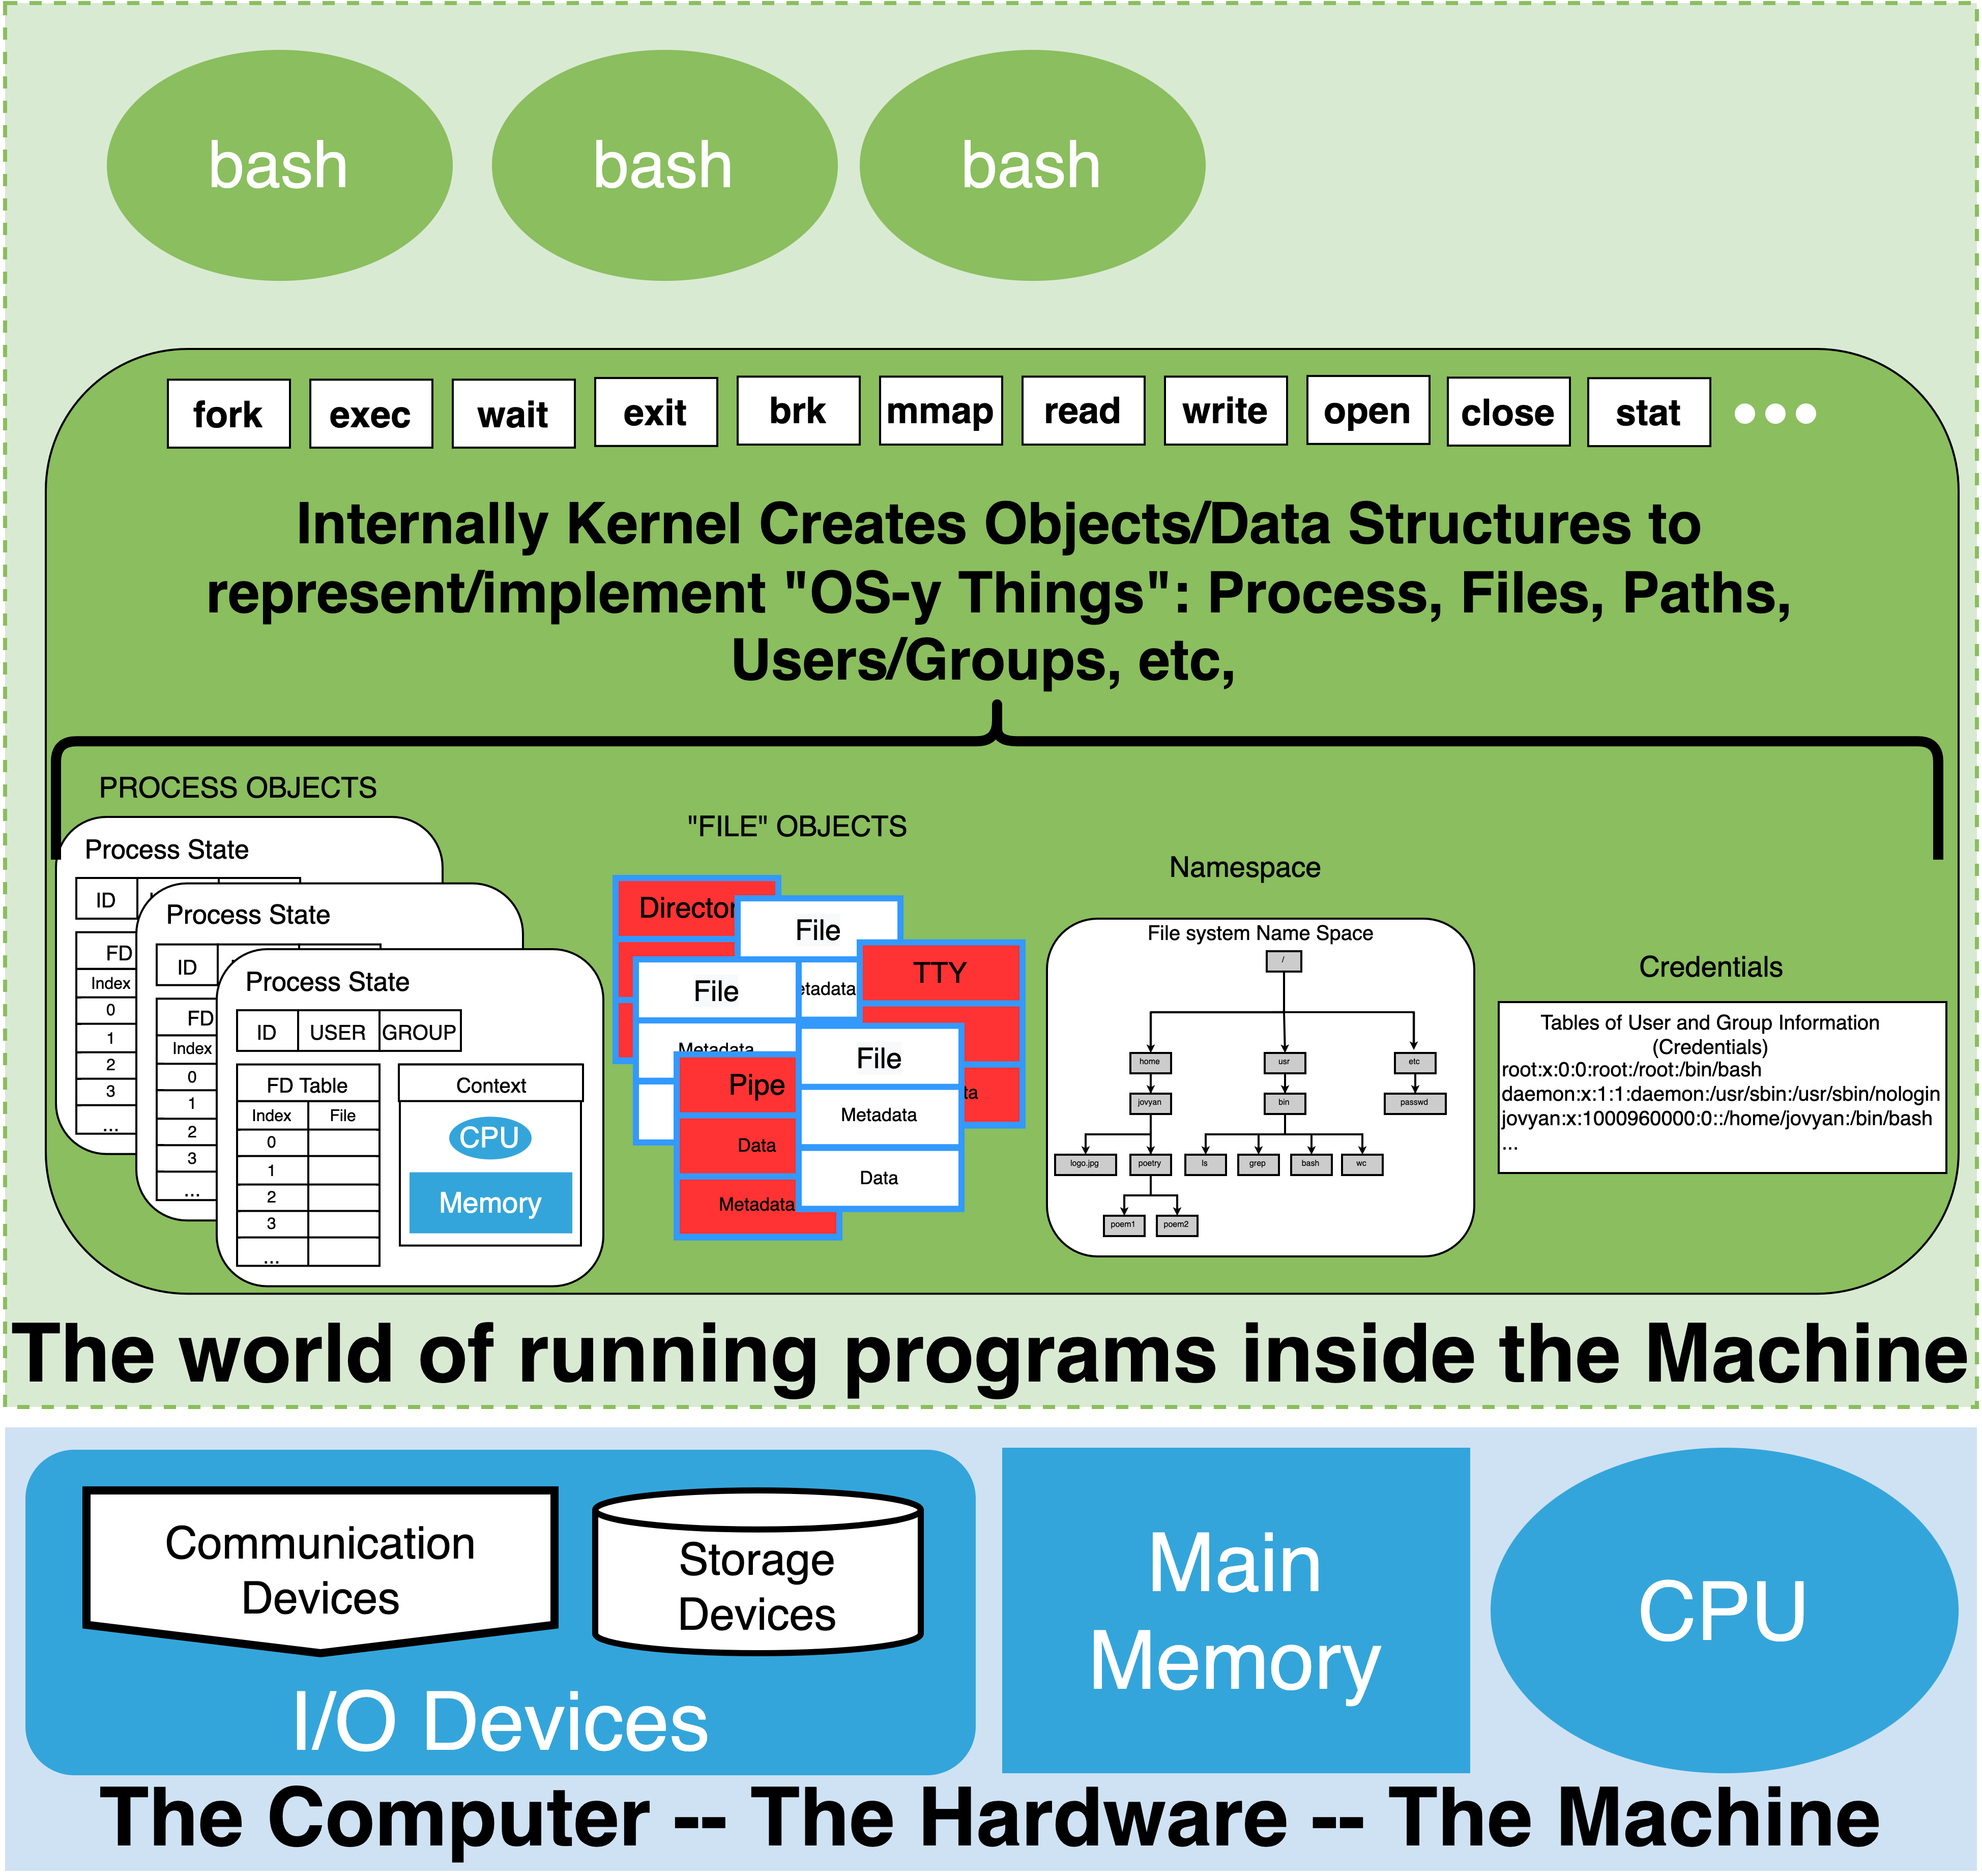 bash
bash
bash
fork
exec
wait
exit
brk
mmap
read
write
open
close
stat
Internally Kernel Creates Objects/Data Structures to
represent/implement "OS-y Things": Process, Files, Paths,
Users/Groups, etc,
PROCESS OBJECTS
Process State
ID
FD
Index
0
1
2
3
...
Process State
ID
FD
Index
0
1
2
3
...
Process State
ID USER GROUP
FD Table
Index File
0
1
2
3
...
Context
CPU
Memory
"FILE" OBJECTS
File
File
Metadata
TTY
File
Metadata
Data
Pipe
Data
Metadata
Namespace
File system Name Space
/
home usr etc
jovyan bin passwd
logo.jpg poetry ls grep bash wc
poem1 poem2
Credentials
Tables of User and Group Information
(Credentials)
root:x:0:0:root:/root:/bin/bash
daemon:x:1:1:daemon:/usr/sbin:/usr/sbin/nologin
jovyan:x:1000960000:0::/home/jovyan:/bin/bash
...
The world of running programs inside the Machine
Communication
Devices
Storage
Devices
I/O Devices
Main
Memory
CPU
The Computer -- The Hardware -- The Machine